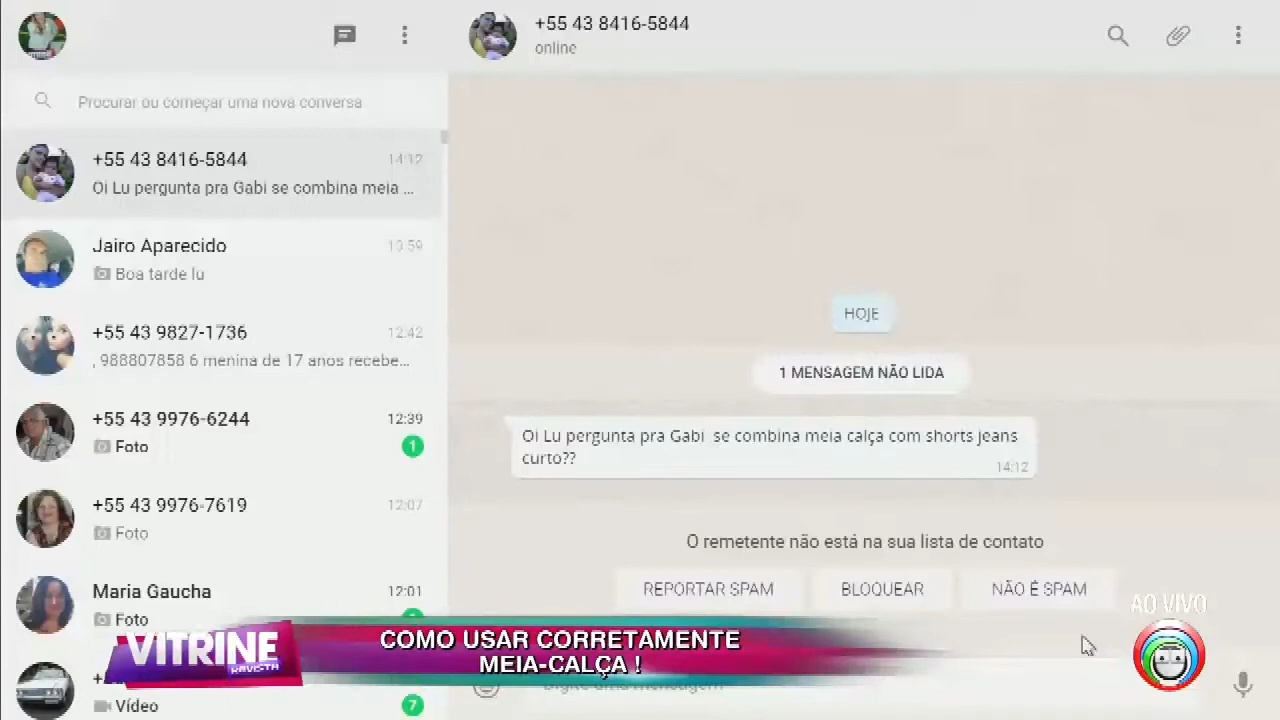 +55 43 8416-5844
online
Procurar ou começar uma nova conversa
+55 43 8416-5844
14:12
Oi Lu pergunta pra Gabi se combina meia ...
Jairo Aparecido
13:59
Boa tarde lu
+55 43 9827-1736
12:42
, 988807858 6 menina de 17 anos recebe...
+55 43 9976-6244
12:39
Foto
1
+55 43 9976-7619
12:07
Foto
Maria Gaucha
12:01
Foto
Vídeo
7
HOJE
1 MENSAGEM NÃO LIDA
Oi Lu pergunta pra Gabi  se combina meia calça com shorts jeans
curto??
14:12
O remetente não está na sua lista de contato
REPORTAR SPAM
BLOQUEAR
NÃO É SPAM
AO VIVO
VITRINE
REVISTA
COMO USAR CORRETAMENTE
MEIA-CALÇA !
Digite uma mensagem